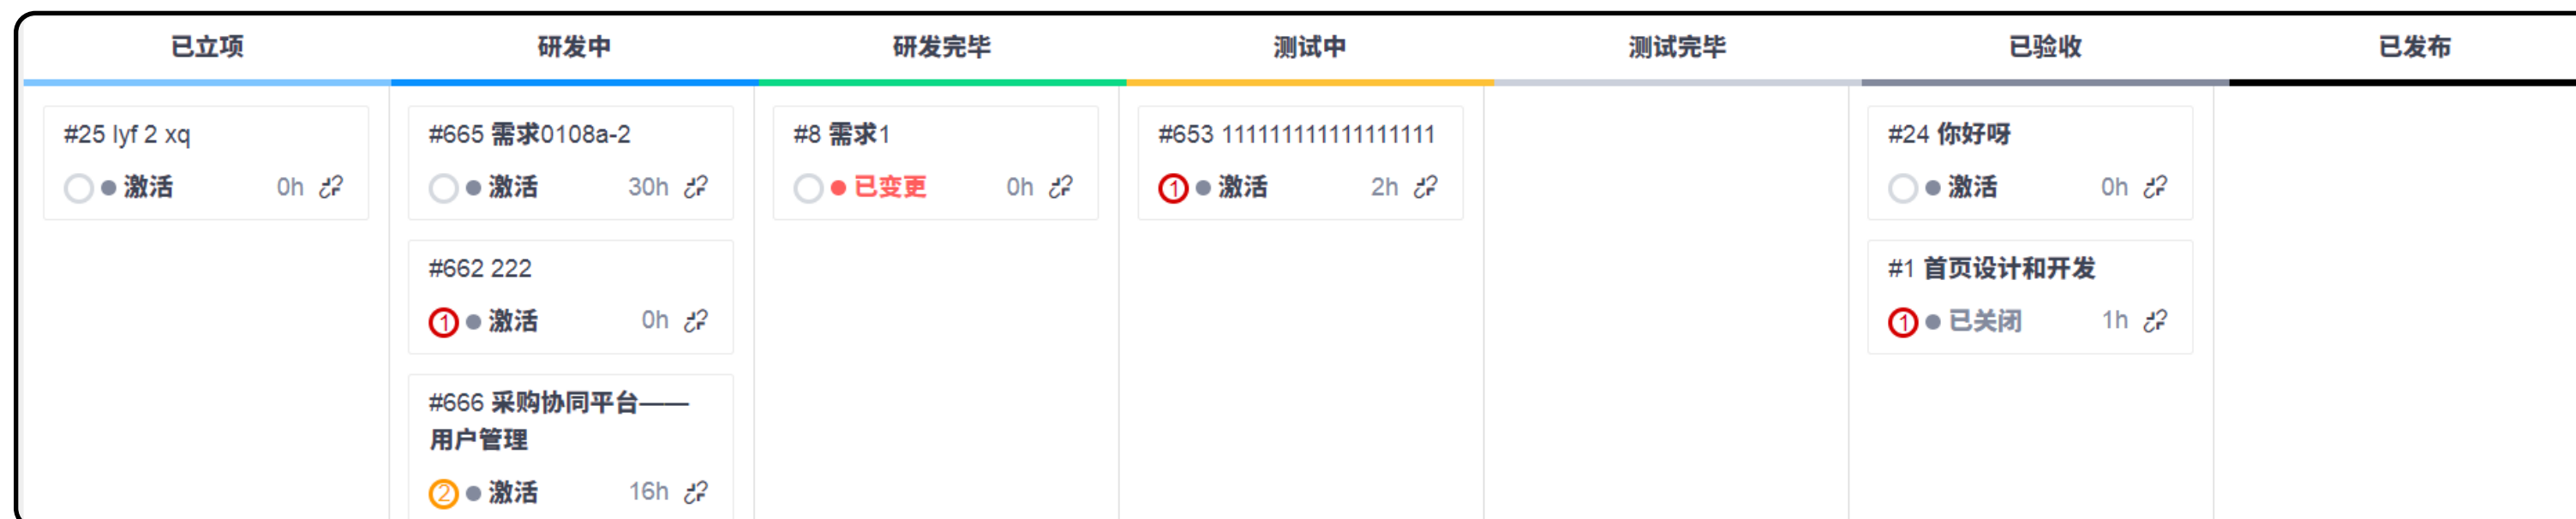 已立项 研发中 研发完毕 测试中 测试完毕 已验收 已发布
#25 lyf 2 xq
激活 0h
#665 需求0108a-2
激活 30h
#662 222
1 激活 0h
#666 采购协同平台——
用户管理
2 激活 16h
#8 需求1
已变更 0h
#653 111111111111111111
1 激活 2h
#24 你好呀
激活 0h
#1 首页设计和开发
1 已关闭 1h